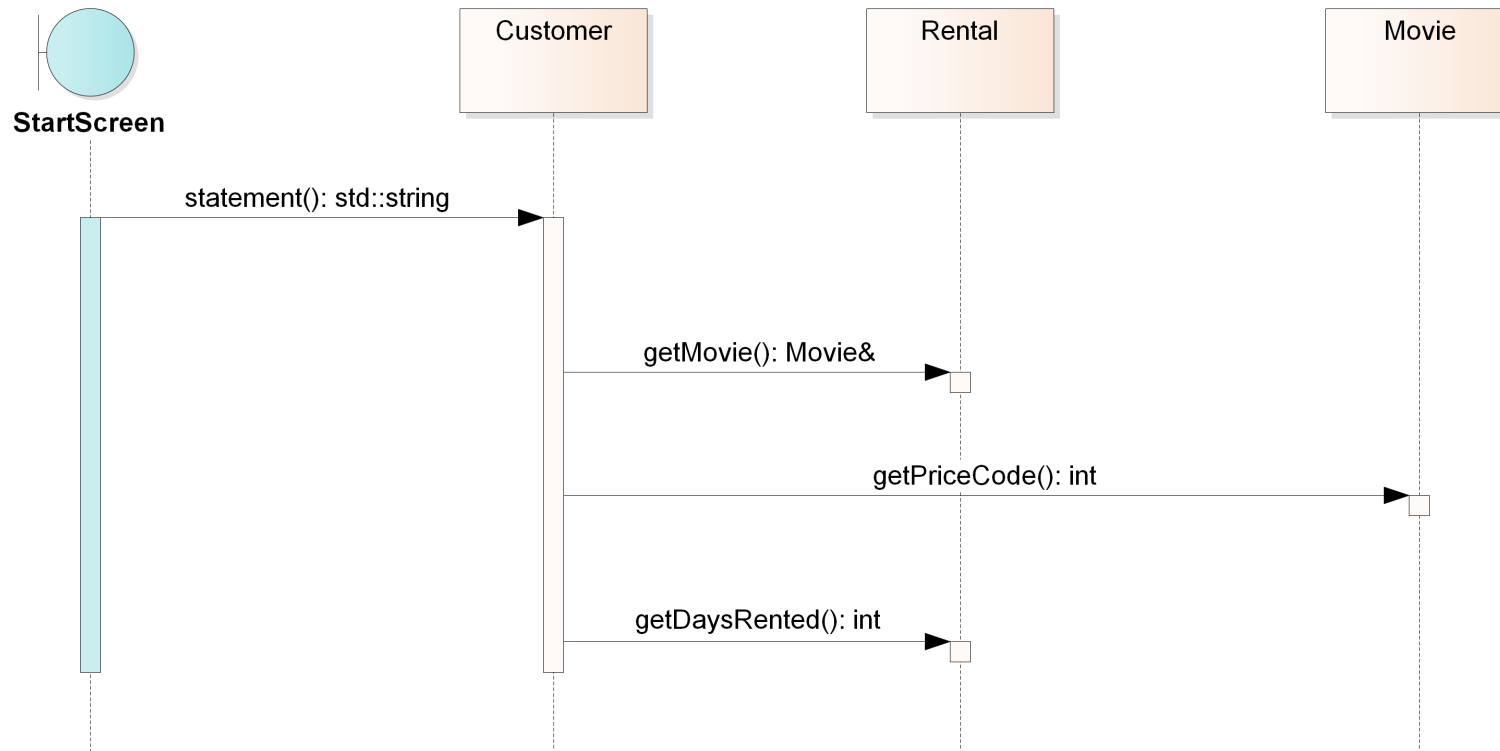 Customer
Rental
Movie
StartScreen
statement(): std::string
getMovie(): Movie&
getPriceCode(): int
getDaysRented(): int